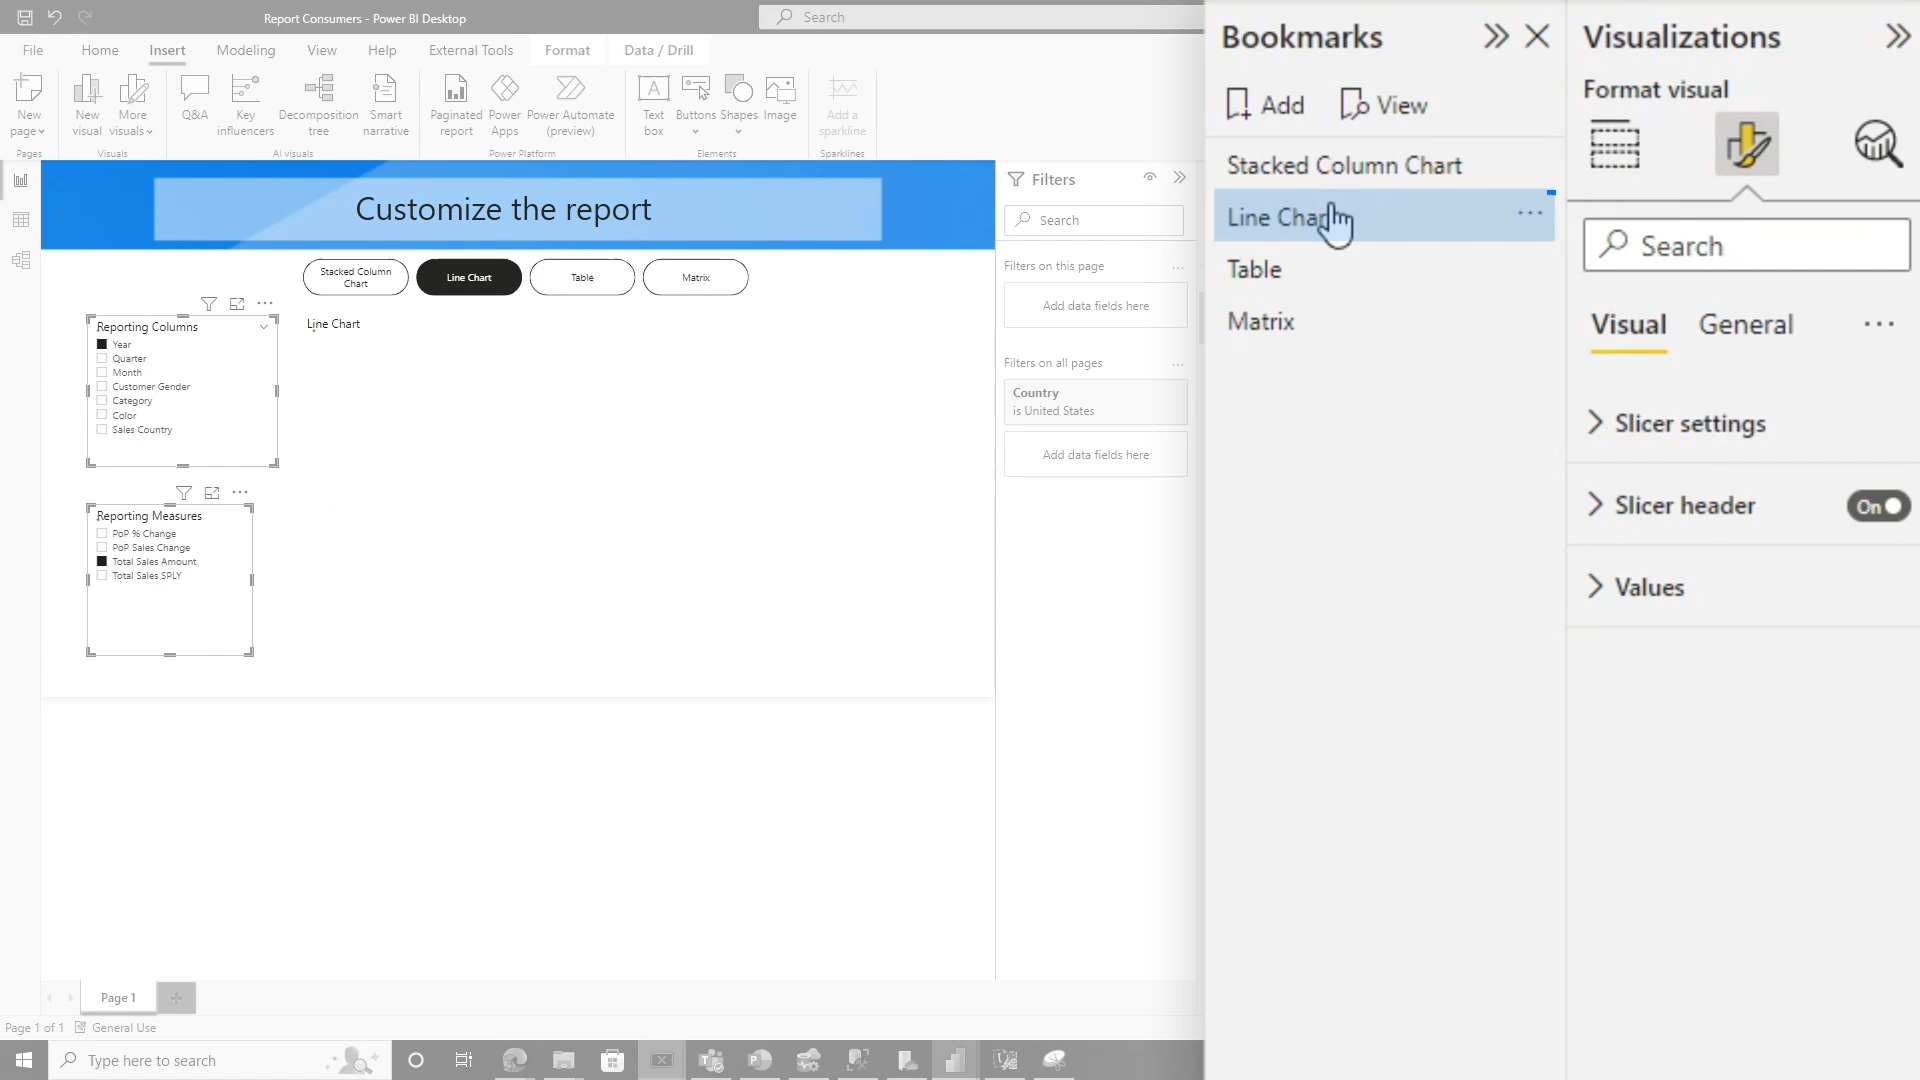 Report Consumers - Power BI Desktop
Search
File Home Insert Modeling View Help External Tools Format Data / Drill
New page
New visual
More visuals
Q&A
Key influencers
Decomposition tree
Smart narrative
Paginated report
Power Apps
Power Automate (preview)
Text box
Buttons
Shapes
Image
Add a sparkline
Pages
Visuals
AI visuals
Power Platform
Elements
Sparklines
Customize the report
Stacked Column Chart
Line Chart
Table
Matrix
Line Chart
Reporting Columns
Year
Quarter
Month
Customer Gender
Category
Color
Sales Country
Reporting Measures
PoP % Change
PoP Sales Change
Total Sales Amount
Total Sales SPLY
Filters
Search
Filters on this page
Add data fields here
Filters on all pages
Country
is United States
Add data fields here
Bookmarks
Add View
Stacked Column Chart
Line Chart
Table
Matrix
Visualizations
Format visual
Search
Visual General
Slicer settings
Slicer header On
Values
Page 1
Page 1 of 1 General Use
Type here to search